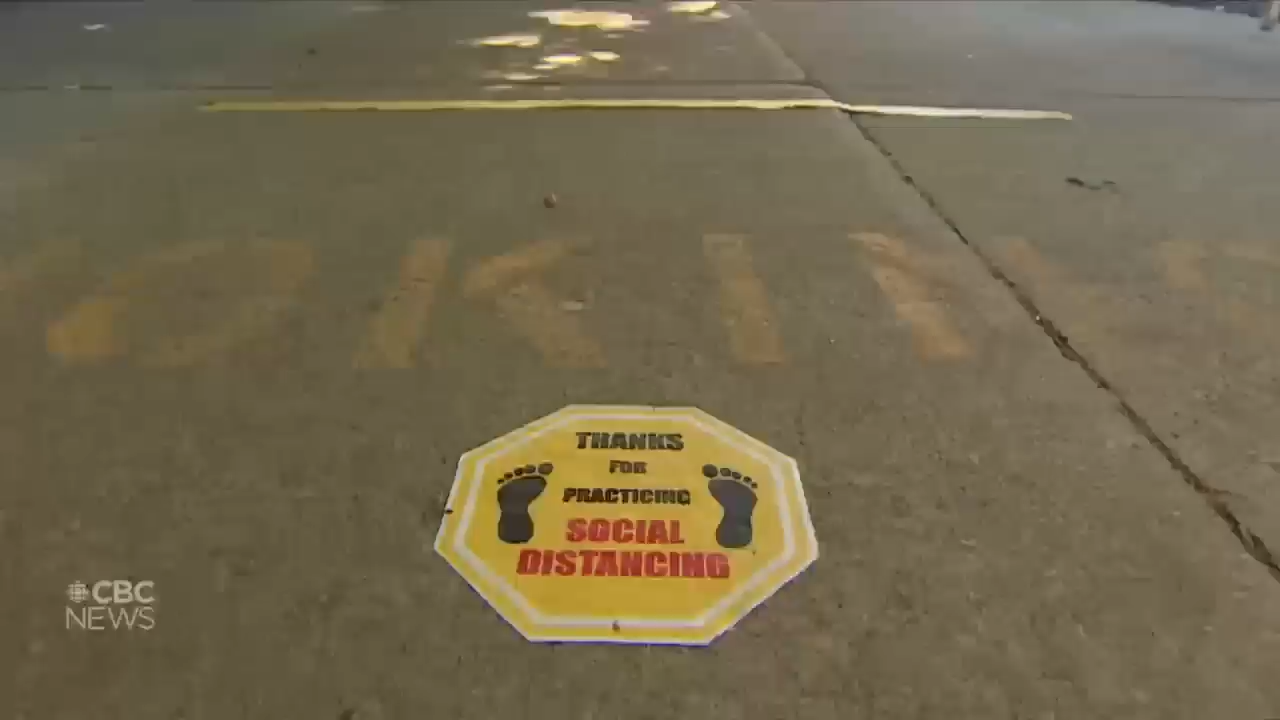 THANKS
FOR
PRACTICING
SOCIAL
DISTANCING
CBC
NEWS